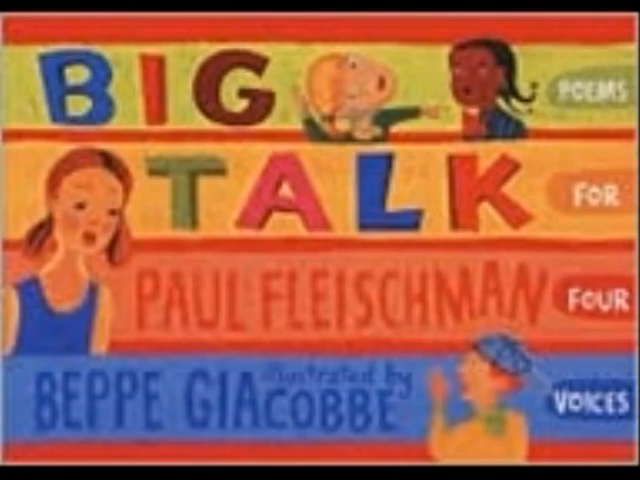 BIG
POEMS
TALK
FOR
PAUL FLEISCHMAN
FOUR
illustrated by
BEPPE GIACOBBE
VOICES